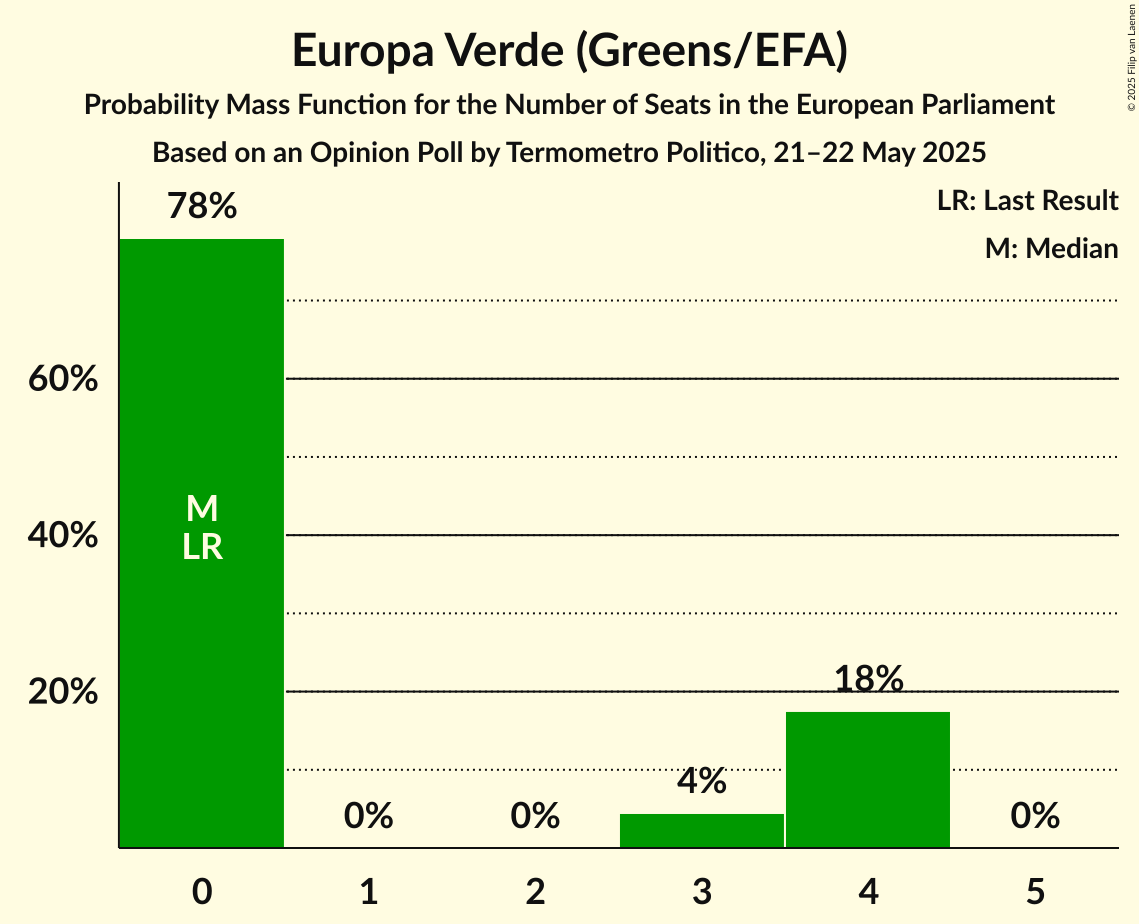 Europa Verde (Greens/EFA)
Probability Mass Function for the Number of Seats in the European Parliament
Based on an Opinion Poll by Termometro Politico, 21–22 May 2025
© 2025 Filip van Laenen
LR: Last Result
M: Median
78%
60%
M
40%
LR
20%
18%
4%
0%
0%
0%
0 1 2 3 4 5